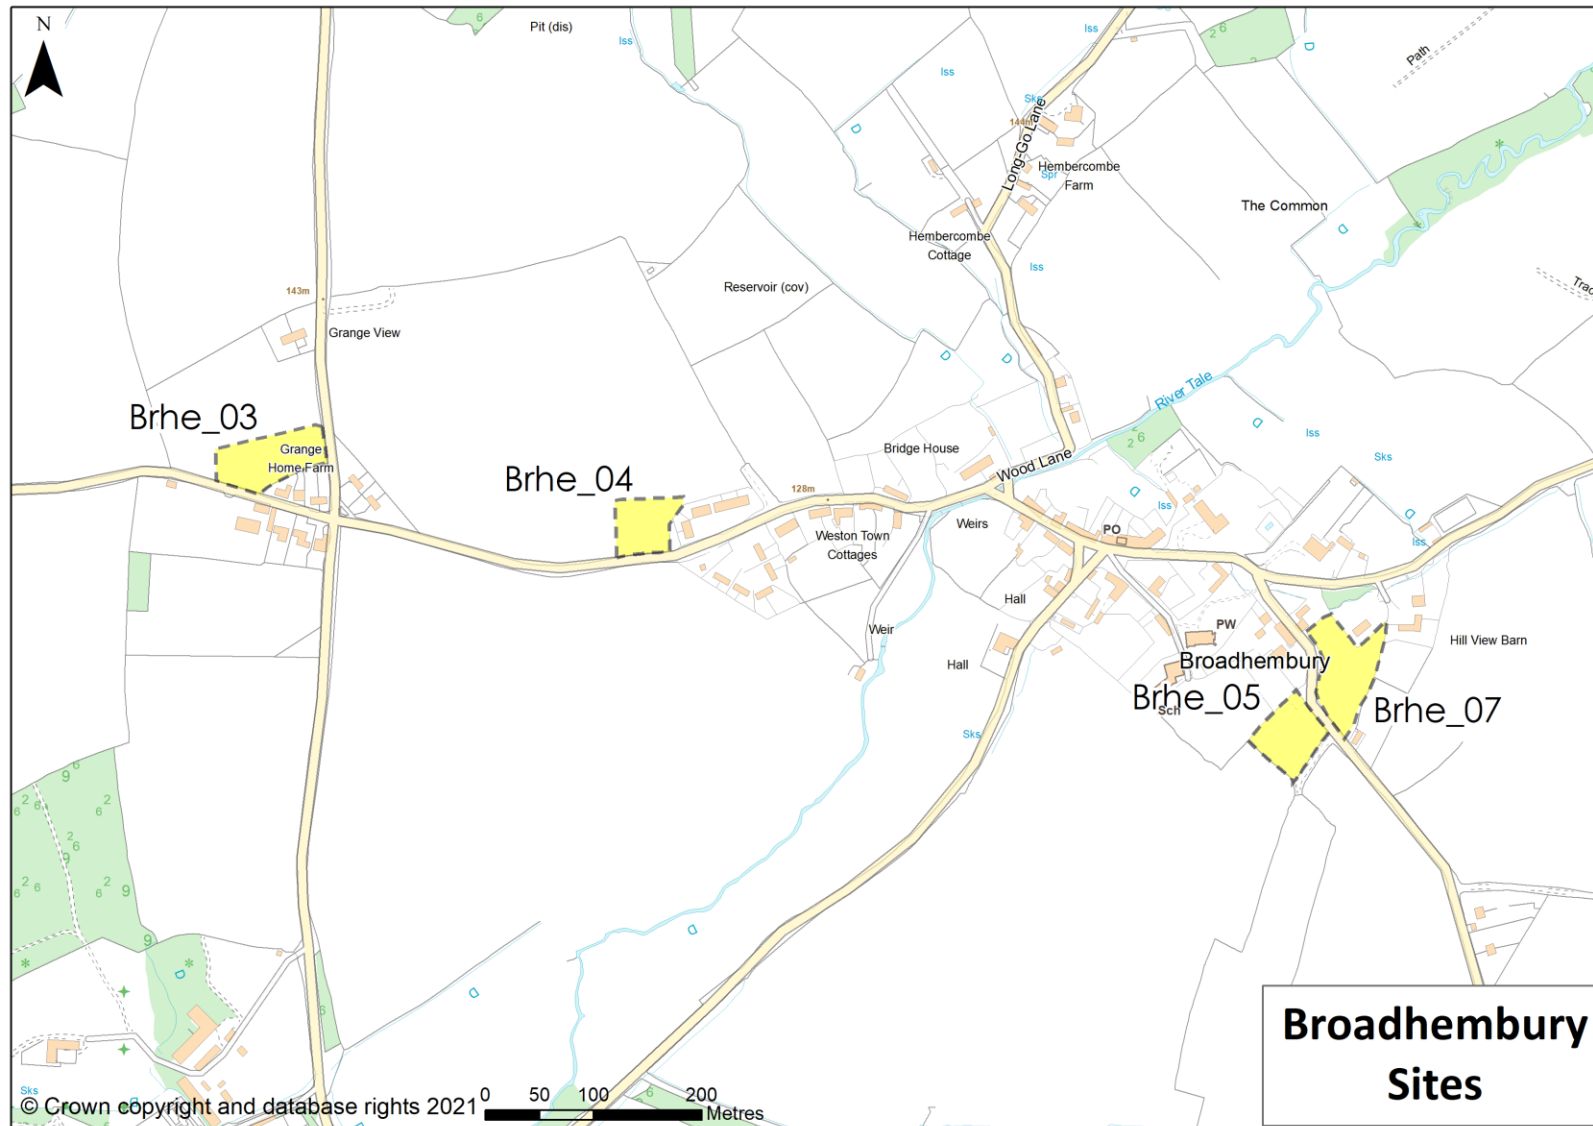 N
Pit (dis)
Iss
Iss
Iss
Path
Sks
144m
Long-Go Lane
Hembercombe
Farm
Spr
The Common
Hembercombe
Cottage
Iss
Reservoir (cov)
143m
Grange View
D
D
D
D
River Tale
Brhe_03
Grange
Home Farm
Brhe_04
128m
Bridge House
Wood Lane
D
Iss
Sks
D
Iss
D
Iss
PO
Weirs
Weston Town
Cottages
Hall
Weir
Hall
PW
Broadhembury
Hill View Barn
Brhe_05
Sch
Brhe_07
Sks
D
D
D
D
Sks
© Crown copyright and database rights 2021
0 50 100 200
Metres
Broadhembury
Sites